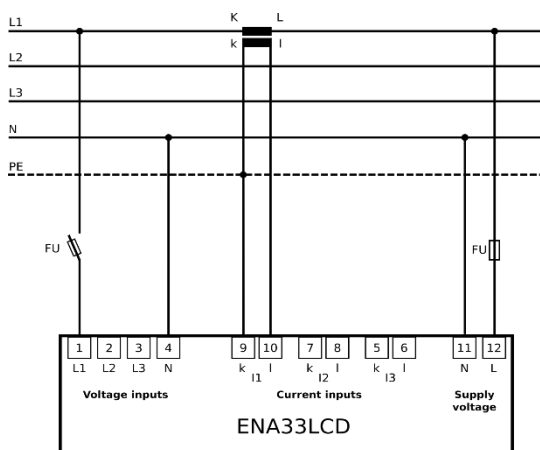 L1 K L
k l
L2
L3
N
PE
FU FU
1 2 3 4 9 10 7 8 5 6 11 12
L1 L2 L3 N k l k l k l N L
I1 I2 I3
Voltage inputs Current inputs Supply
voltage
ENA33LCD